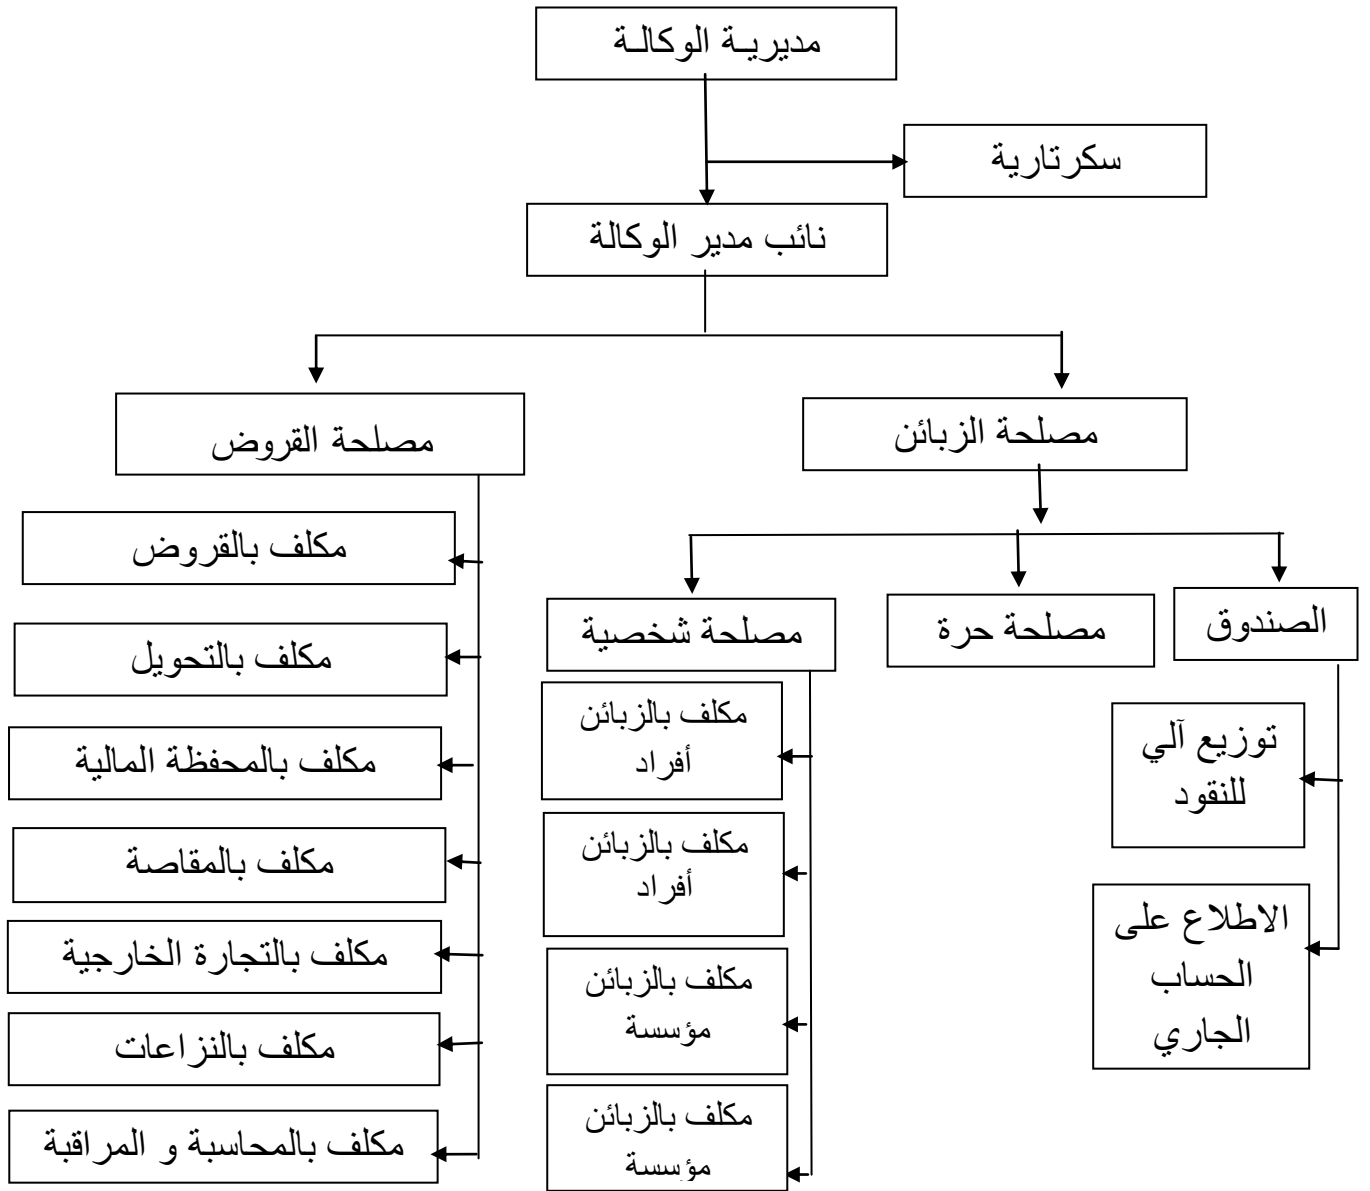 مديرية الوكالة
سكرتارية
نائب مدير الوكالة
مصلحة الزبائن
مصلحة القروض
الصندوق
مصلحة حرة
مصلحة شخصية
توزيع آلي
للنقود
الاطلاع على
الحساب
الجاري
مكلف بالزبائن
أفراد
مكلف بالزبائن
أفراد
مكلف بالزبائن
مؤسسة
مكلف بالزبائن
مؤسسة
مكلف بالقروض
مكلف بالتحويل
مكلف بالمحفظة المالية
مكلف بالمقاصة
مكلف بالتجارة الخارجية
مكلف بالنزاعات
مكلف بالمحاسبة و المراقبة